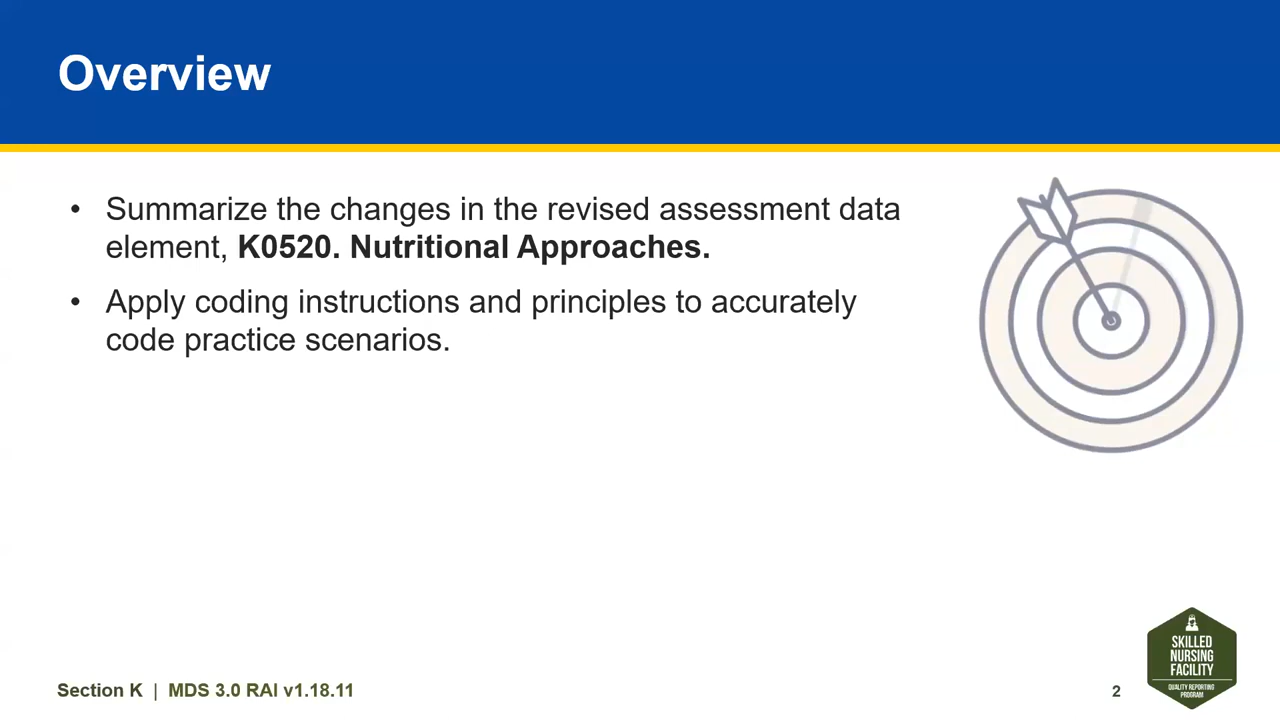 Overview
• Summarize the changes in the revised assessment data
element, K0520. Nutritional Approaches.
• Apply coding instructions and principles to accurately
code practice scenarios.
Section K | MDS 3.0 RAI v1.18.11
2
SKILLED
NURSING
FACILITY
QUALITY REPORTING
PROGRAM